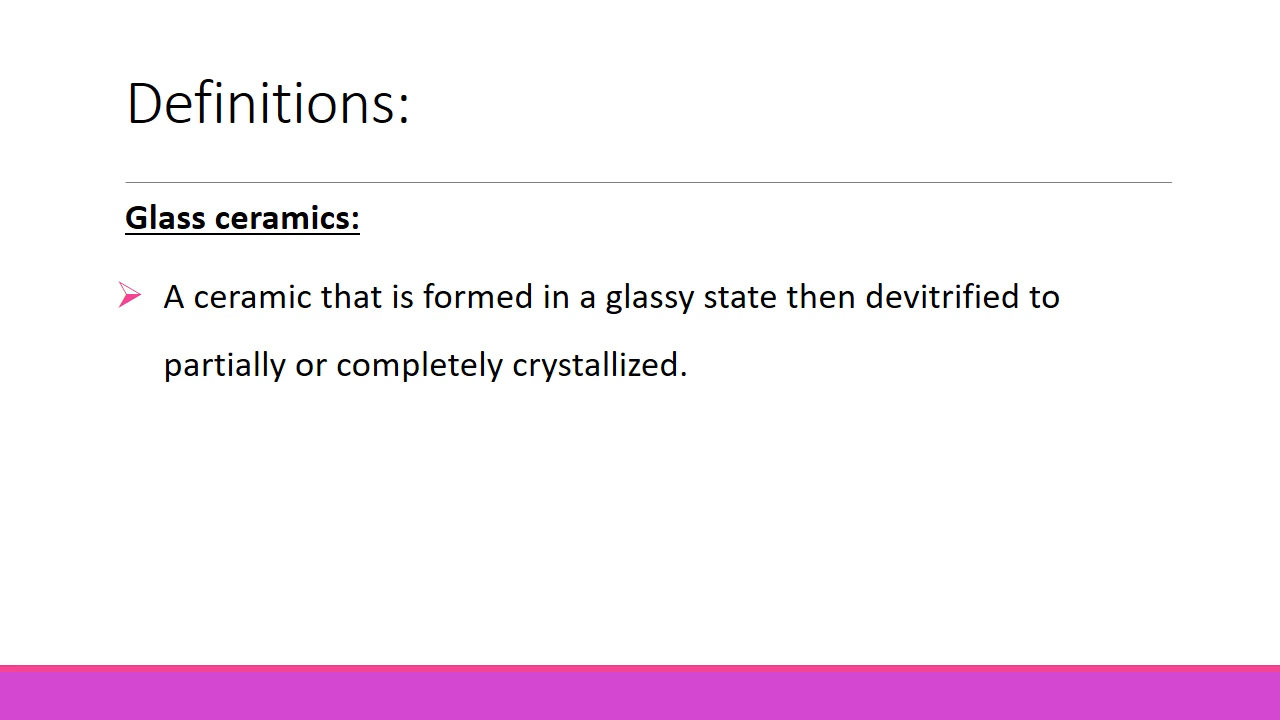 Definitions:
Glass ceramics:
A ceramic that is formed in a glassy state then devitrified to
partially or completely crystallized.